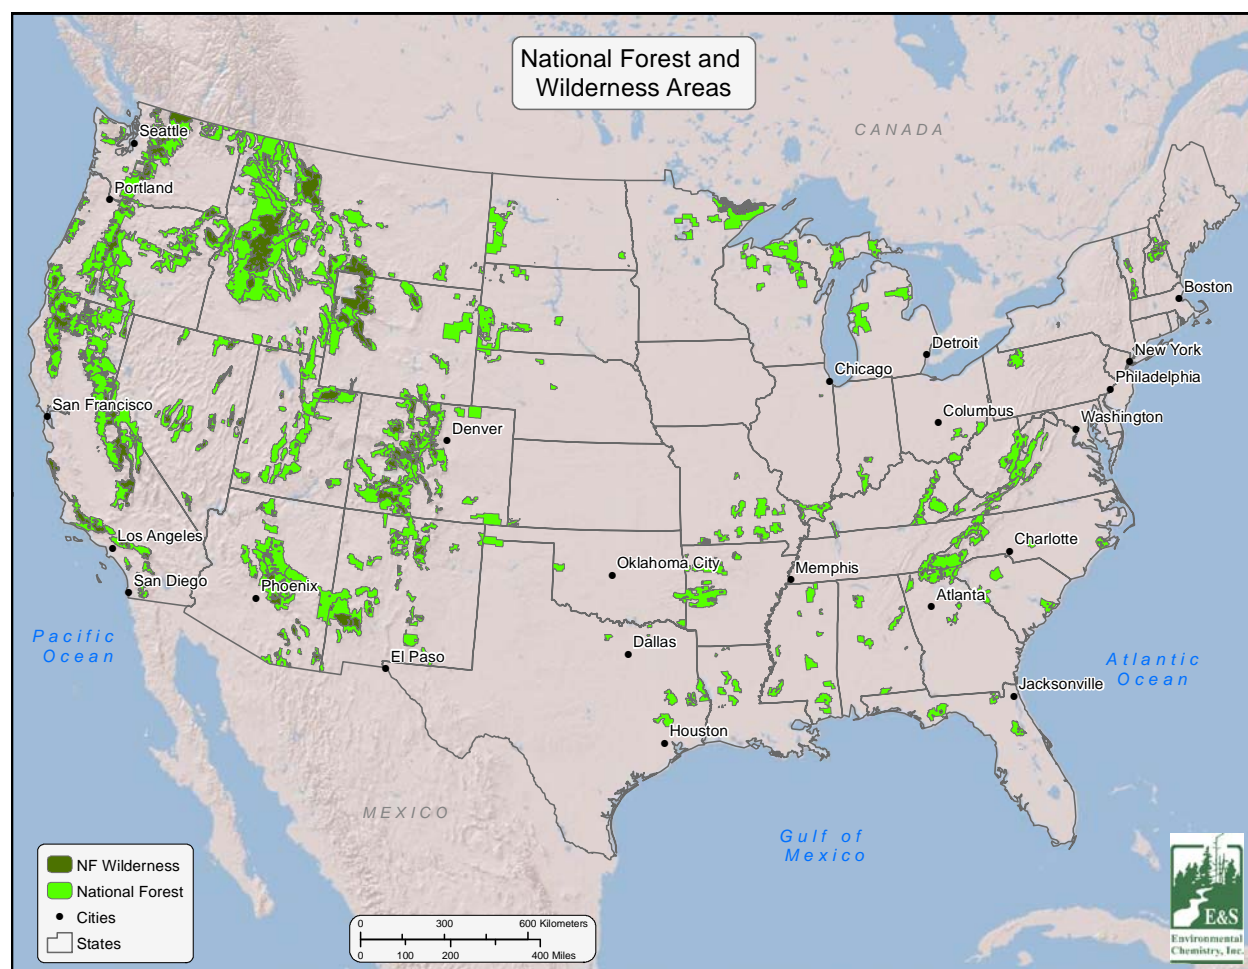 National Forest and
Wilderness Areas
CANADA
Seattle
Portland
Boston
Detroit
New York
Chicago
Philadelphia
San Francisco
Columbus
Washington
Denver
Los Angeles
Charlotte
Oklahoma City
Memphis
San Diego
Phoenix
Atlanta
Pacific
Ocean
Dallas
El Paso
Atlantic
Ocean
Jacksonville
Houston
MEXICO
Gulf of
Mexico
NF Wilderness
National Forest
Cities
States
0 300 600 Kilometers
0 100 200 400 Miles
E&S
Environmental
Chemistry, Inc.